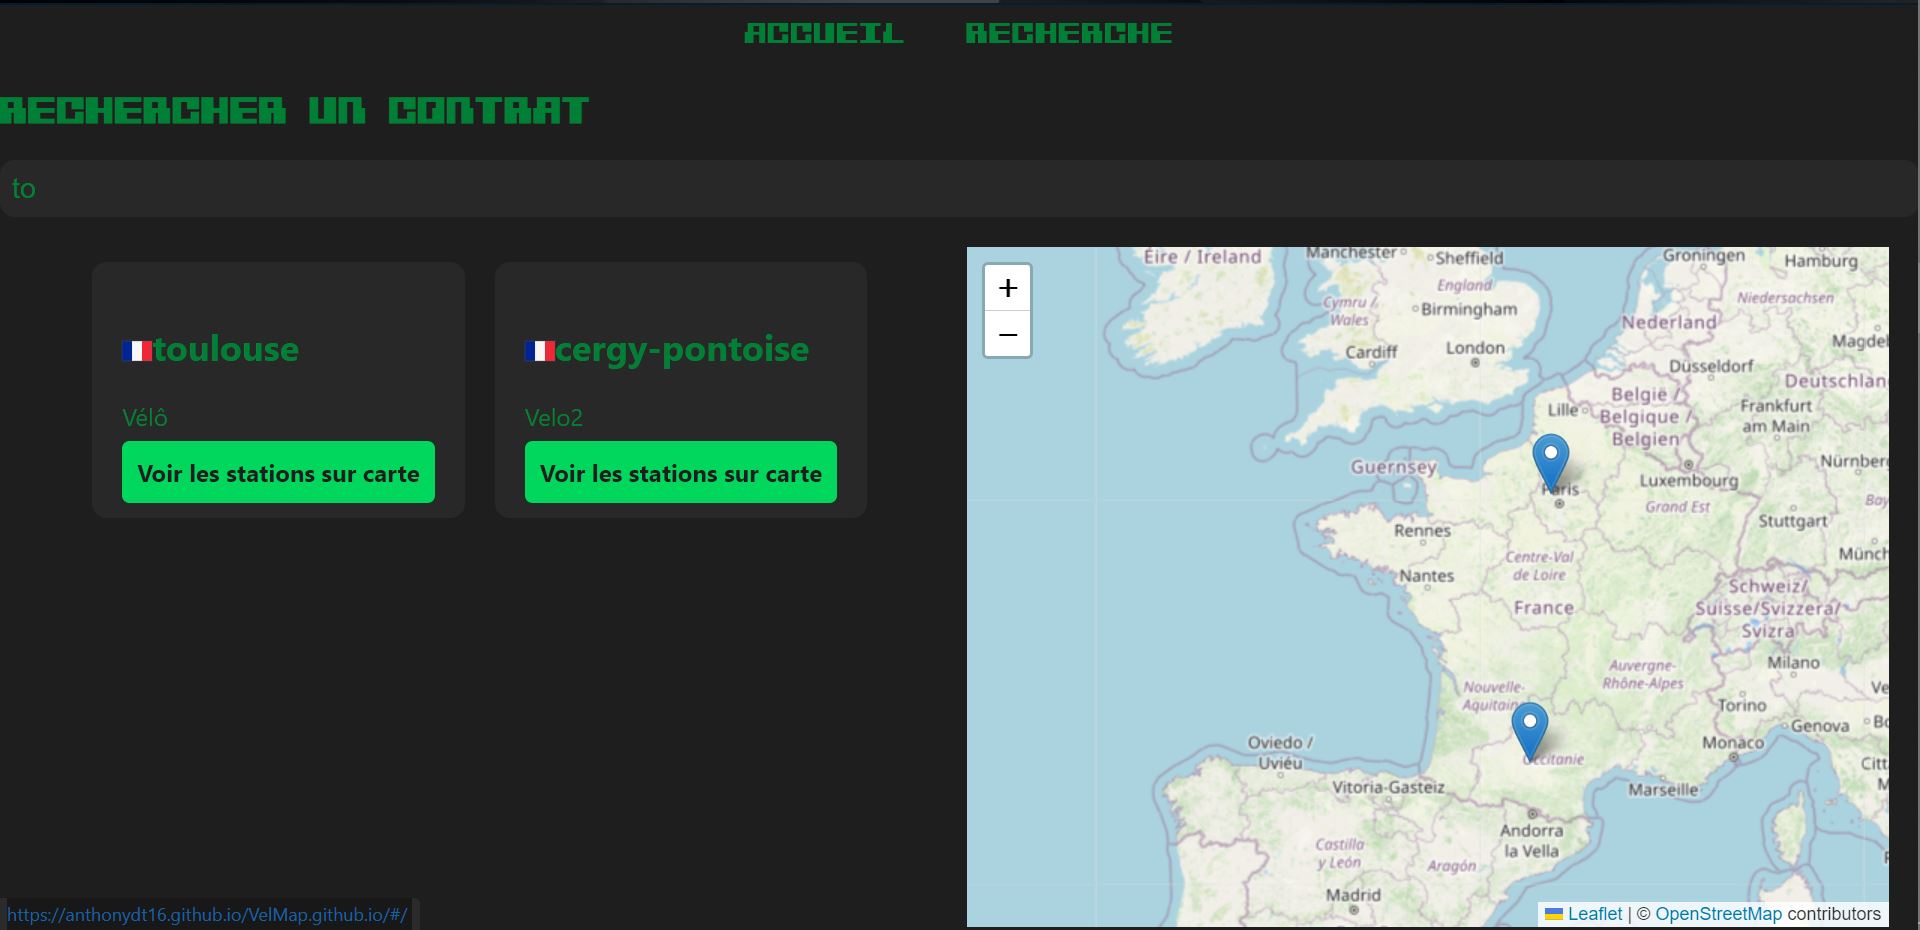 ACCUEIL RECHERCHE
RECHERCHER UN CONTRAT
to
toulouse
Vélô
Voir les stations sur carte
cergy-pontoise
Velo2
Voir les stations sur carte
+
−
Éire / Ireland
Manchester
Sheffield
Groningen
Hamburg
England
Cymru /
Wales
Birmingham
Niedersachsen
Nederland
Cardiff
London
Magdel
Düsseldorf
Deutschlan
België /
Belgique /
Belgien
Lille
Frankfurt
am Main
Guernsey
Paris
Luxembourg
Nürnber
Grand Est
Bay
Stuttgart
Rennes
Münch
Centre-Val
de Loire
Nantes
France
Schweiz/
Suisse/Svizzera/
Svizra
Auvergne-
Rhône-Alpes
Milano
Nouvelle-
Aquitaine
Ve
Torino
Genova
Bo
Oviedo /
Uviéu
Monaco
Occitanie
Citt
Vitoria-Gasteiz
Marseille
Andorra
la Vella
Castilla
y León
Aragón
Madrid
https://anthonydt16.github.io/VelMap.github.io/#/
Leaflet | © OpenStreetMap contributors